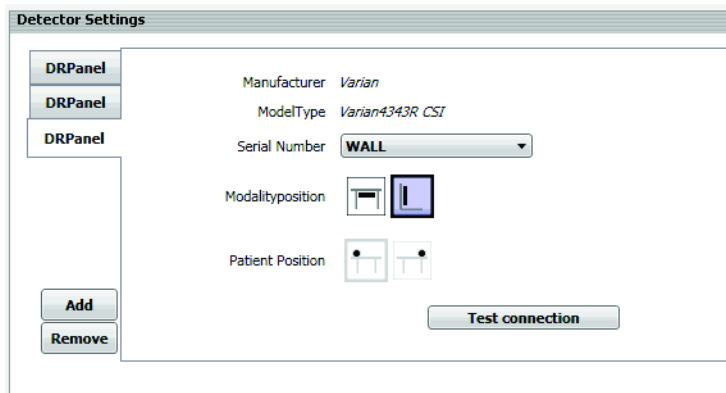 Detector Settings
DRPanel
DRPanel
DRPanel
Manufacturer Varian
ModelType Varian4343R CSI
Serial Number WALL
Modalityposition
Patient Position
Add
Remove
Test connection